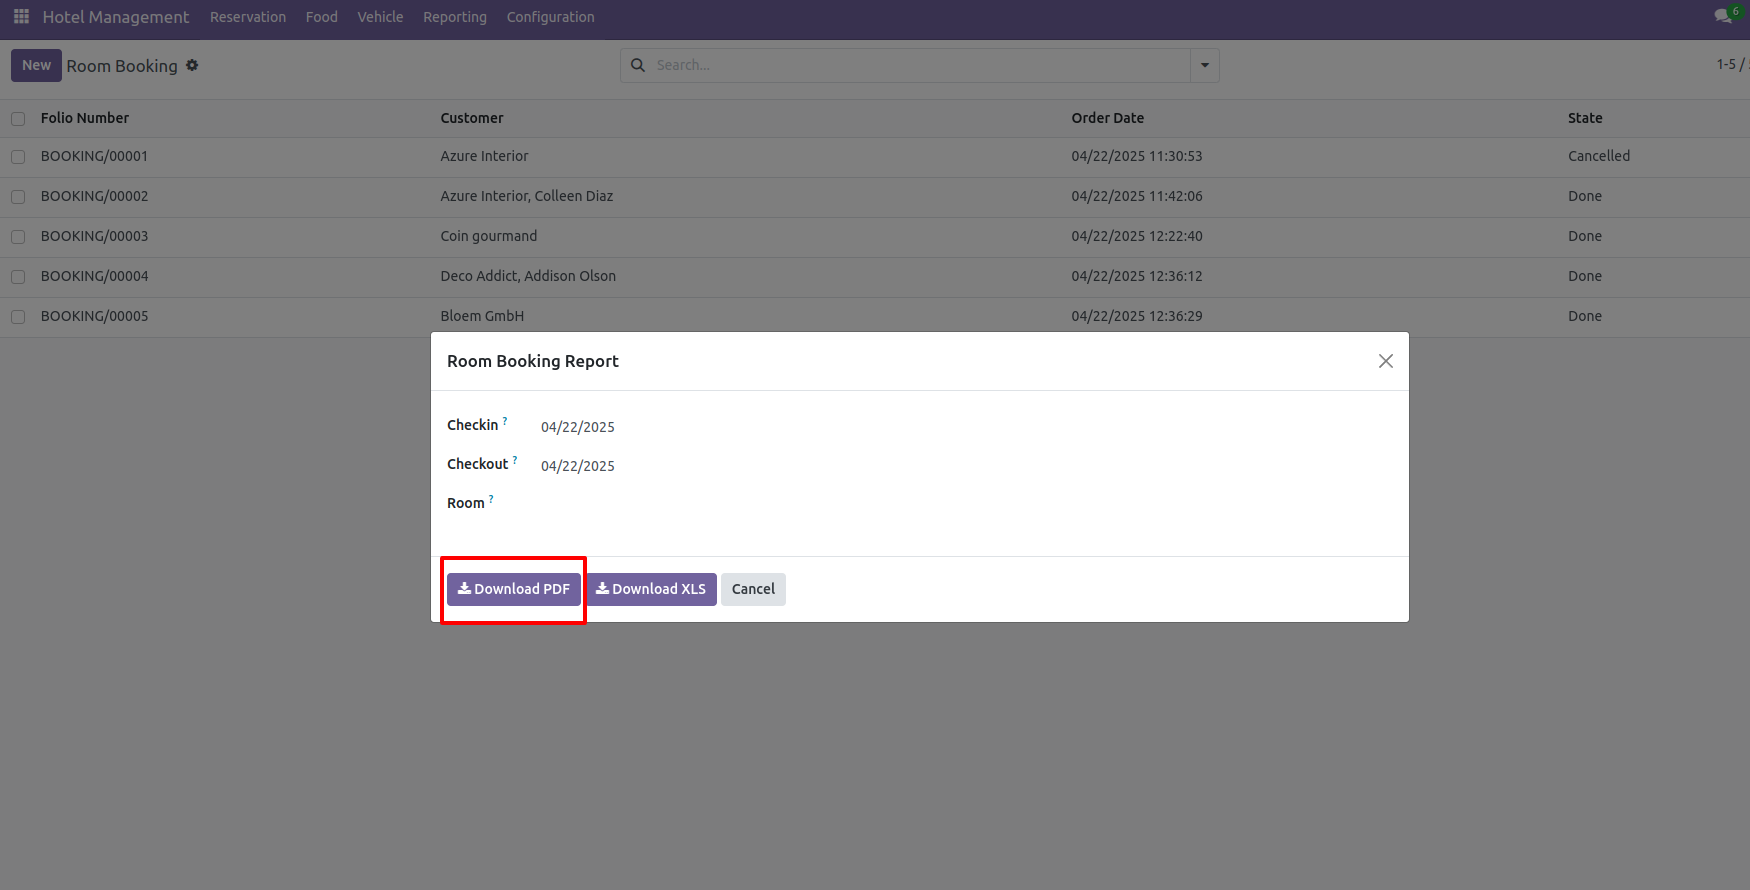 Hotel Management Reservation Food Vehicle Reporting Configuration 6
New Room Booking Search... 1-5 /
Folio Number Customer Order Date State
BOOKING/00001 Azure Interior 04/22/2025 11:30:53 Cancelled
BOOKING/00002 Azure Interior, Colleen Diaz 04/22/2025 11:42:06 Done
BOOKING/00003 Coin gourmand 04/22/2025 12:22:40 Done
BOOKING/00004 Deco Addict, Addison Olson 04/22/2025 12:36:12 Done
BOOKING/00005 Bloem GmbH 04/22/2025 12:36:29 Done
Room Booking Report
Checkin ? 04/22/2025
Checkout ? 04/22/2025
Room ?
Download PDF Download XLS Cancel